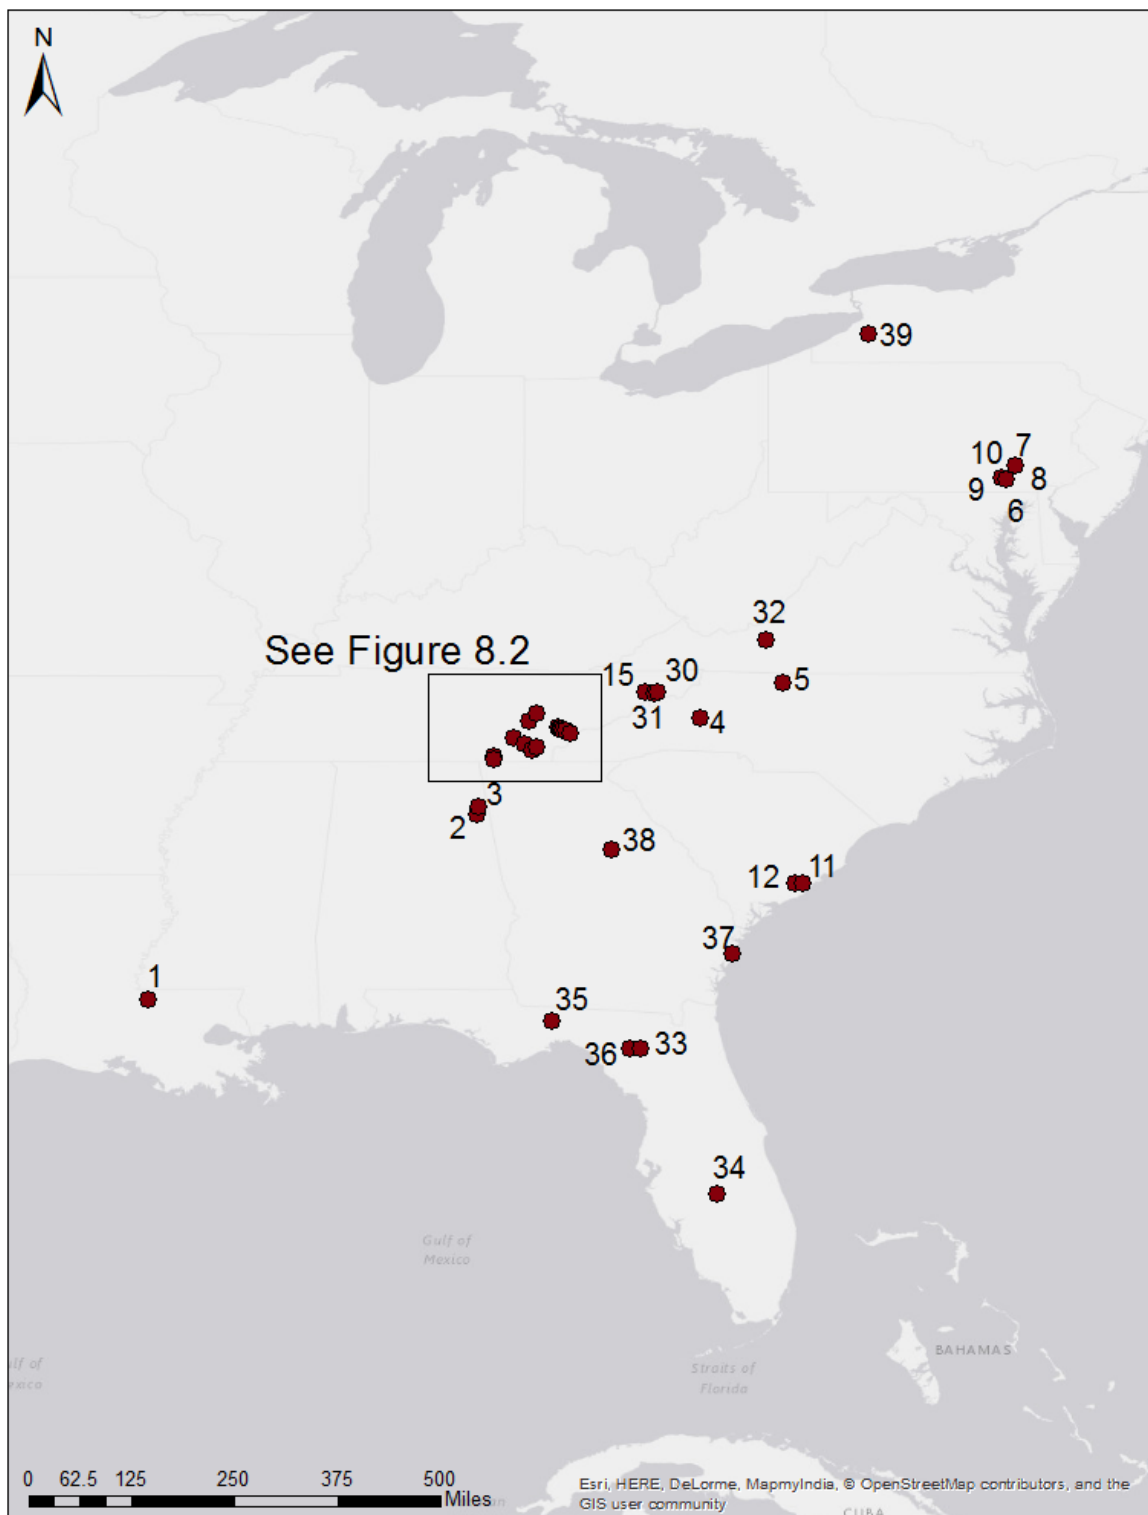 N
39
10 7
9 8
6
32
See Figure 8.2
15 30
5
31
4
3
2
38
12 11
37
1
35
36 33
34
Gulf of
Mexico
BAHAMAS
Straits of
Florida
0 62.5 125 250 375 500
Miles
Esri, HERE, DeLorme, MapmyIndia, © OpenStreetMap contributors, and the
GIS user community
CUBA